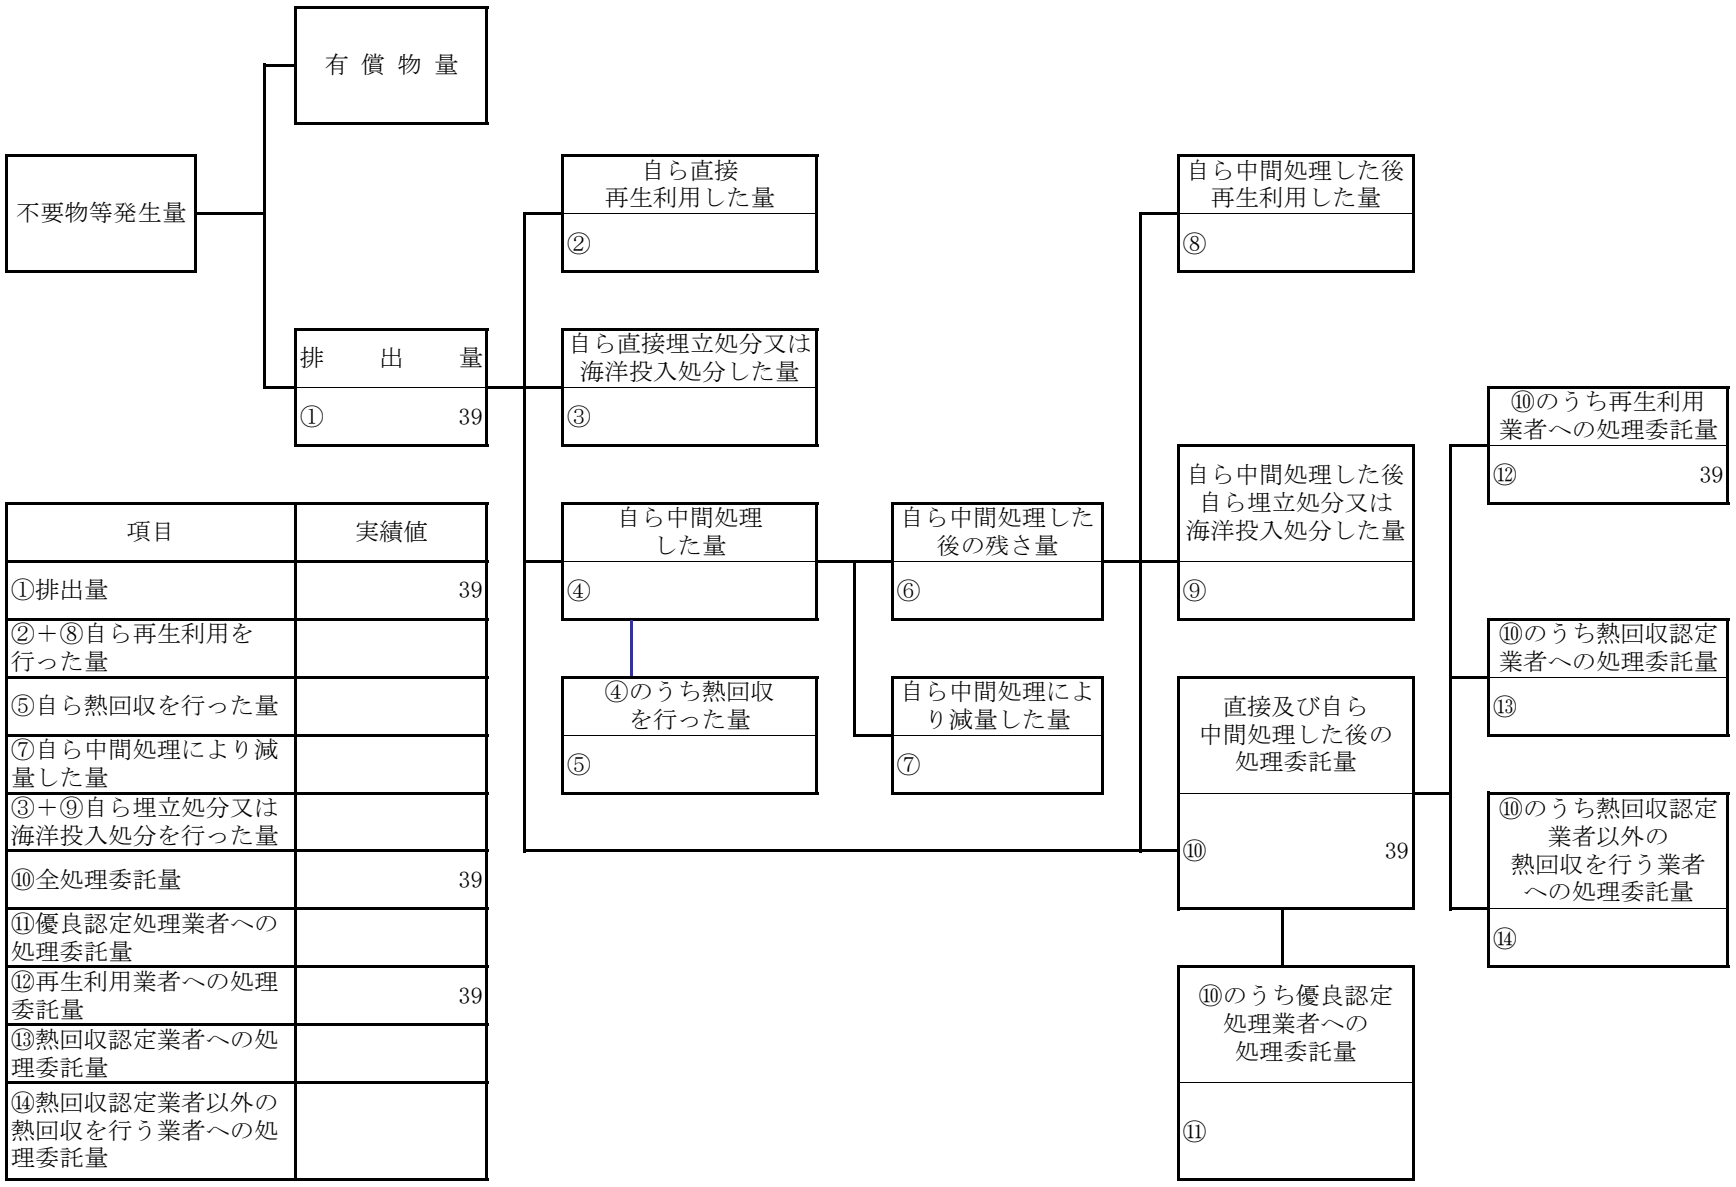 有償物量
不要物等発生量
自ら直接
再生利用した量
②
自ら中間処理した後
再生利用した量
⑧
排出量
① 39
自ら直接埋立処分又は
海洋投入処分した量
③
⑩のうち再生利用
業者への処理委託量
⑫ 39
自ら中間処理した後
自ら埋立処分又は
海洋投入処分した量
⑨
自ら中間処理
した量
④
自ら中間処理した
後の残さ量
⑥
⑩のうち熱回収認定
業者への処理委託量
⑬
④のうち熱回収
を行った量
⑤
自ら中間処理によ
り減量した量
⑦
直接及び自ら
中間処理した後の
処理委託量
⑩ 39
⑩のうち熱回収認定
業者以外の
熱回収を行う業者
への処理委託量
⑭
⑩のうち優良認定
処理業者への
処理委託量
⑪
項目 実績値
①排出量 39
②＋⑧自ら再生利用を
行った量
⑤自ら熱回収を行った量
⑦自ら中間処理により減
量した量
③＋⑨自ら埋立処分又は
海洋投入処分を行った量
⑩全処理委託量 39
⑪優良認定処理業者への
処理委託量
⑫再生利用業者への処理
委託量 39
⑬熱回収認定業者への処
理委託量
⑭熱回収認定業者以外の
熱回収を行う業者への処
理委託量